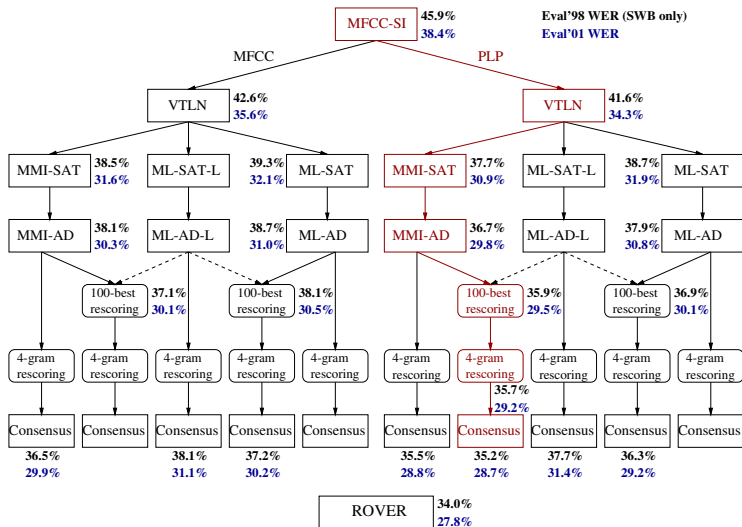 MFCC-SI 45.9% Eval'98 WER (SWB only)
38.4% Eval'01 WER
MFCC PLP
VTLN 42.6% VTLN 41.6%
35.6% 34.3%
MMI-SAT 38.5% ML-SAT-L 39.3% ML-SAT MMI-SAT 37.7% ML-SAT-L 38.7% ML-SAT
31.6% 32.1% 30.9% 31.9%
MMI-AD 38.1% ML-AD-L 38.7% ML-AD MMI-AD 36.7% ML-AD-L 37.9% ML-AD
30.3% 31.0% 29.8% 30.8%
100-best 37.1% 100-best 38.1% 100-best 35.9% 100-best 36.9%
rescoring 30.1% rescoring 30.5% rescoring 29.5% rescoring 30.1%
4-gram 4-gram 4-gram 4-gram 4-gram 4-gram 4-gram 4-gram 4-gram 4-gram
rescoring rescoring rescoring rescoring rescoring rescoring rescoring rescoring rescoring rescoring
35.7%
29.2%
Consensus Consensus Consensus Consensus Consensus Consensus Consensus Consensus Consensus Consensus
36.5% 38.1% 37.2% 35.5% 35.2% 37.7% 36.3%
29.9% 31.1% 30.2% 28.8% 28.7% 31.4% 29.2%
ROVER 34.0%
27.8%